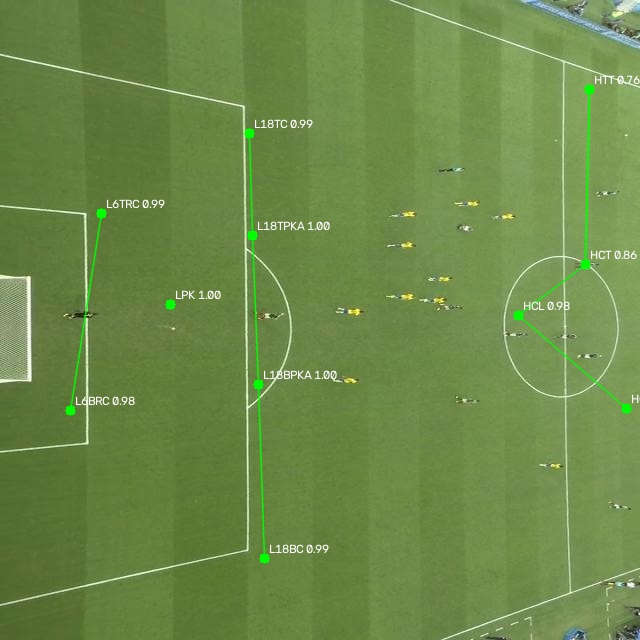 H1T 0.76
L18TC 0.99
L6TRC 0.99
L18TPKA 1.00
HCT 0.86
LPK 1.00
HCL 0.98
L18BPKA 1.00
L6BRC 0.98
L18BC 0.99